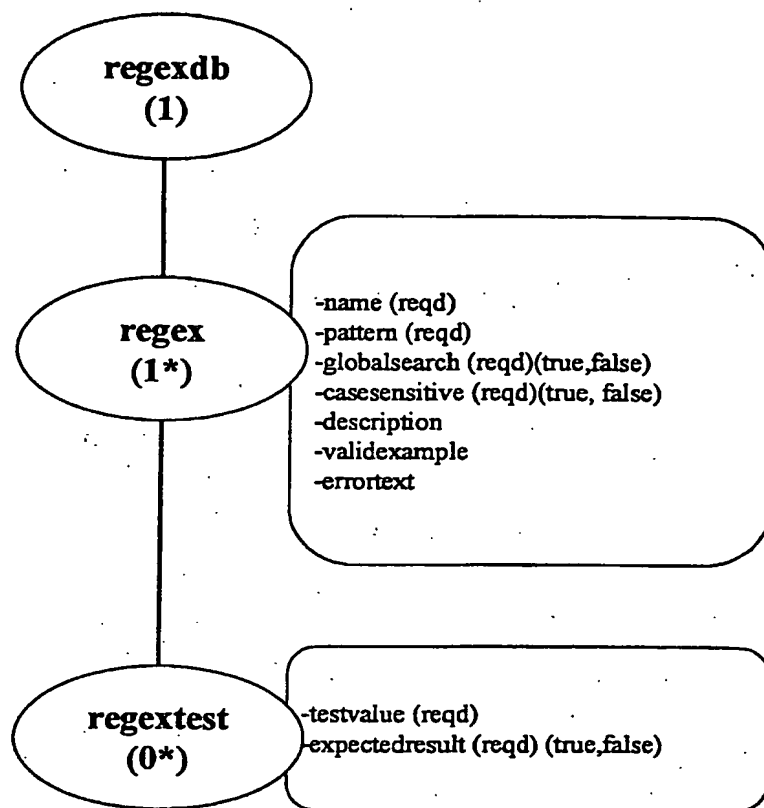 regexdb
(1)
regex
(1*)
-name (reqd)
-pattern (reqd)
-globalsearch (reqd)(true,false)
-casesensitive (reqd)(true, false)
-description
-validexample
-errortext
regextest
(0*)
-testvalue (reqd)
-expectedresult (reqd) (true,false)